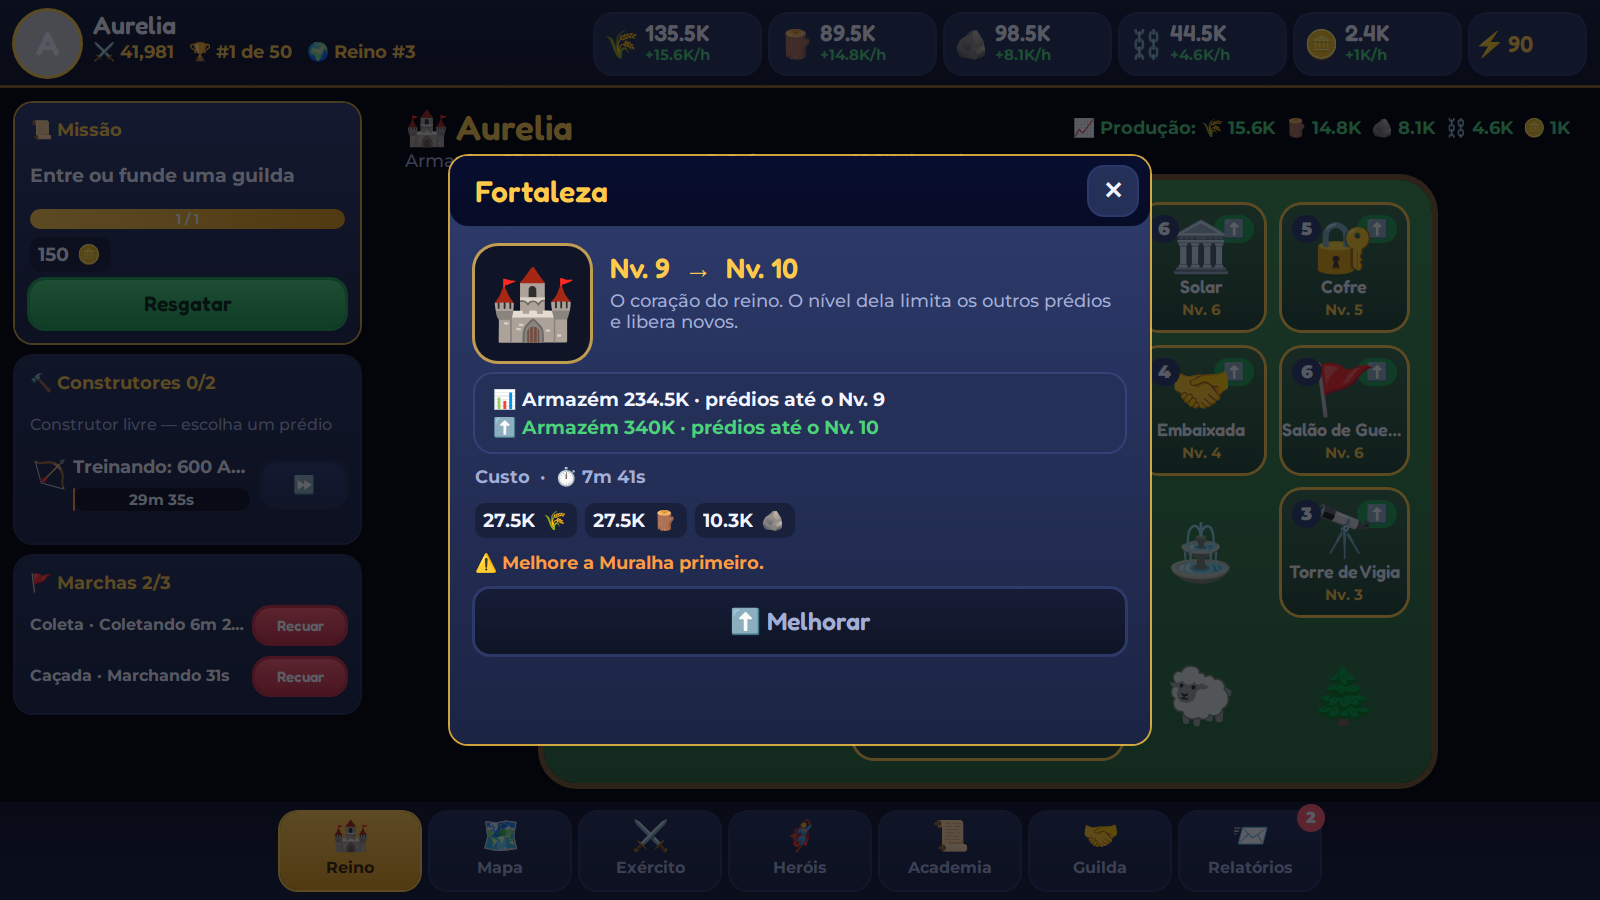 A
Aurelia
41,981 #1 de 50 Reino #3
135.5K
+15.6K/h
89.5K
+14.8K/h
98.5K
+8.1K/h
44.5K
+4.6K/h
2.4K
+1K/h
90
Missão
Entre ou funde uma guilda
1 / 1
150
Resgatar
Construtores 0/2
Construtor livre — escolha um prédio
Treinando: 600 A...
29m 35s
Marchas 2/3
Coleta · Coletando 6m 2...
Recuar
Caçada · Marchando 31s
Recuar
Aurelia
Produção: 15.6K 14.8K 8.1K 4.6K 1K
Fortaleza
×
Nv. 9 → Nv. 10
O coração do reino. O nível dela limita os outros prédios
e libera novos.
Armazém 234.5K · prédios até o Nv. 9
Armazém 340K · prédios até o Nv. 10
Custo · 7m 41s
27.5K 27.5K 10.3K
Melhore a Muralha primeiro.
Melhorar
6
Solar
Nv. 6
5
Cofre
Nv. 5
4
Embaixada
Nv. 4
6
Salão de Gue...
Nv. 6
3
Torre de Vigia
Nv. 3
Reino
Mapa
Exército
Heróis
Academia
Guilda
Relatórios
2